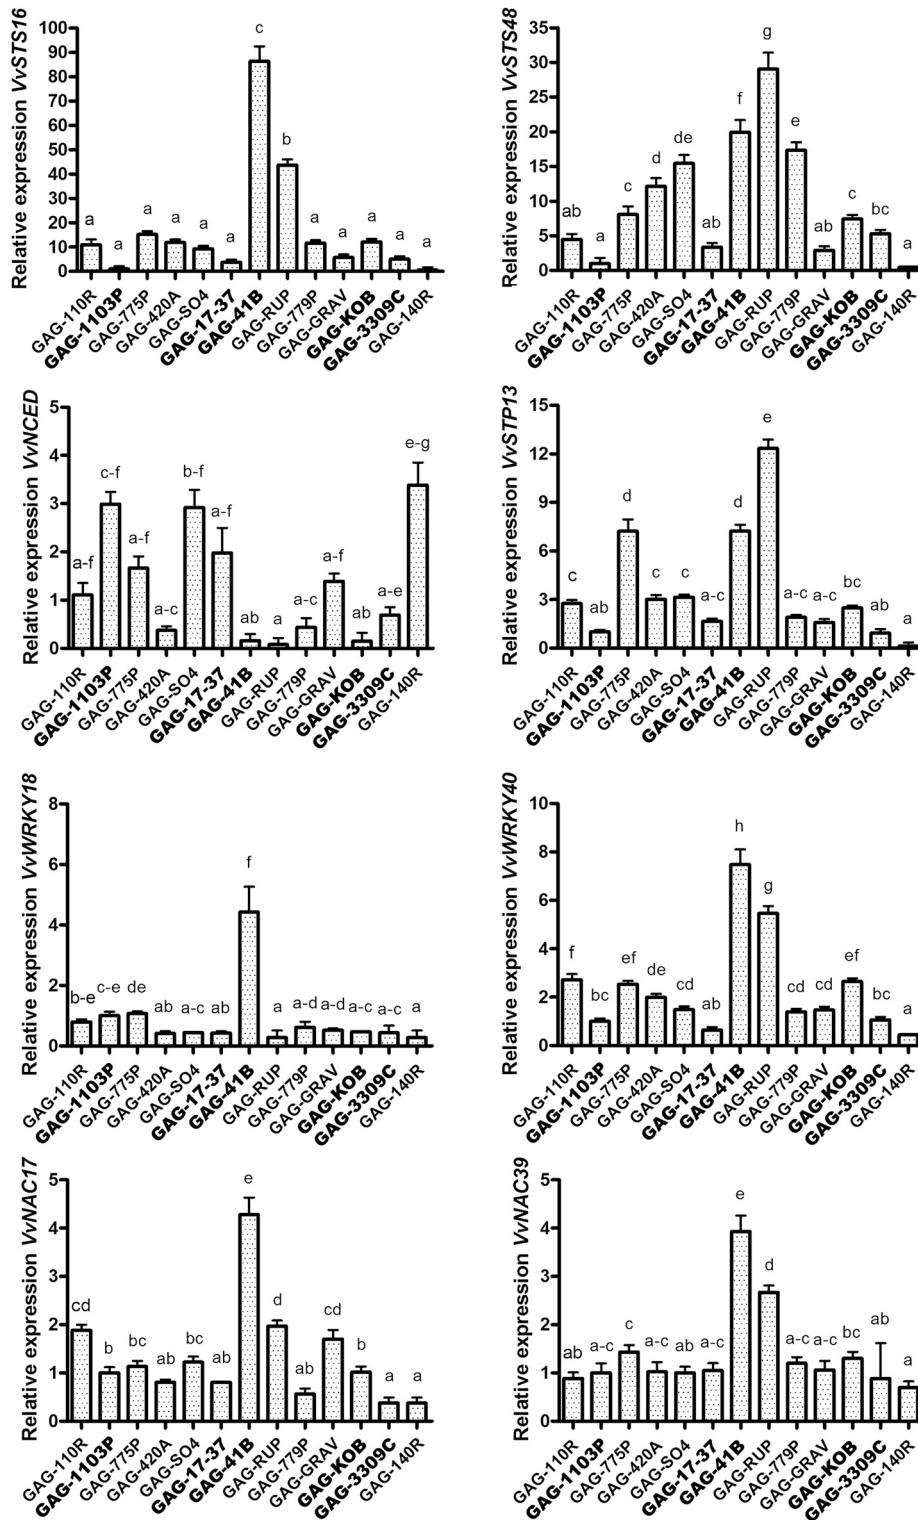 Relative expression VvSTS16
100
90
80
70
60
50
40
30
20
10
0
a
a
a
a
a
a
c
b
a
a
a
a
a
GAG-110R
GAG-1103P
GAG-775P
GAG-420A
GAG-SO4
GAG-17-37
GAG-41B
GAG-RUP
GAG-779P
GAG-GRAV
GAG-KOB
GAG-3309C
GAG-140R
Relative expression VvSTS48
35
30
25
20
15
10
5
0
ab
a
c
d
de
ab
f
g
e
ab
c
bc
a
GAG-110R
GAG-1103P
GAG-775P
GAG-420A
GAG-SO4
GAG-17-37
GAG-41B
GAG-RUP
GAG-779P
GAG-GRAV
GAG-KOB
GAG-3309C
GAG-140R
Relative expression VvNCED
5
4
3
2
1
0
a-f
c-f
a-f
a-c
b-f
a-f
ab
a
a-c
a-f
ab
a-e
e-g
GAG-110R
GAG-1103P
GAG-775P
GAG-420A
GAG-SO4
GAG-17-37
GAG-41B
GAG-RUP
GAG-779P
GAG-GRAV
GAG-KOB
GAG-3309C
GAG-140R
Relative expression VvSTP13
15
12
9
6
3
0
c
ab
d
c
c
a-c
d
e
a-c
a-c
bc
ab
a
GAG-110R
GAG-1103P
GAG-775P
GAG-420A
GAG-SO4
GAG-17-37
GAG-41B
GAG-RUP
GAG-779P
GAG-GRAV
GAG-KOB
GAG-3309C
GAG-140R
Relative expression VvWRKY18
8
6
4
2
0
b-e
c-e
de
ab
a-c
ab
f
a
a-d
a-d
a-c
a-c
a
GAG-110R
GAG-1103P
GAG-775P
GAG-420A
GAG-SO4
GAG-17-37
GAG-41B
GAG-RUP
GAG-779P
GAG-GRAV
GAG-KOB
GAG-3309C
GAG-140R
Relative expression VvWRKY40
10
8
6
4
2
0
f
bc
ef
de
cd
ab
h
g
cd
cd
ef
bc
a
GAG-110R
GAG-1103P
GAG-775P
GAG-420A
GAG-SO4
GAG-17-37
GAG-41B
GAG-RUP
GAG-779P
GAG-GRAV
GAG-KOB
GAG-3309C
GAG-140R
Relative expression VvNAC17
5
4
3
2
1
0
cd
b
bc
ab
bc
ab
e
d
ab
cd
b
a
a
GAG-110R
GAG-1103P
GAG-775P
GAG-420A
GAG-SO4
GAG-17-37
GAG-41B
GAG-RUP
GAG-779P
GAG-GRAV
GAG-KOB
GAG-3309C
GAG-140R
Relative expression VvNAC39
5
4
3
2
1
0
ab
a-c
c
a-c
ab
a-c
e
d
a-c
a-c
bc
ab
a
GAG-110R
GAG-1103P
GAG-775P
GAG-420A
GAG-SO4
GAG-17-37
GAG-41B
GAG-RUP
GAG-779P
GAG-GRAV
GAG-KOB
GAG-3309C
GAG-140R